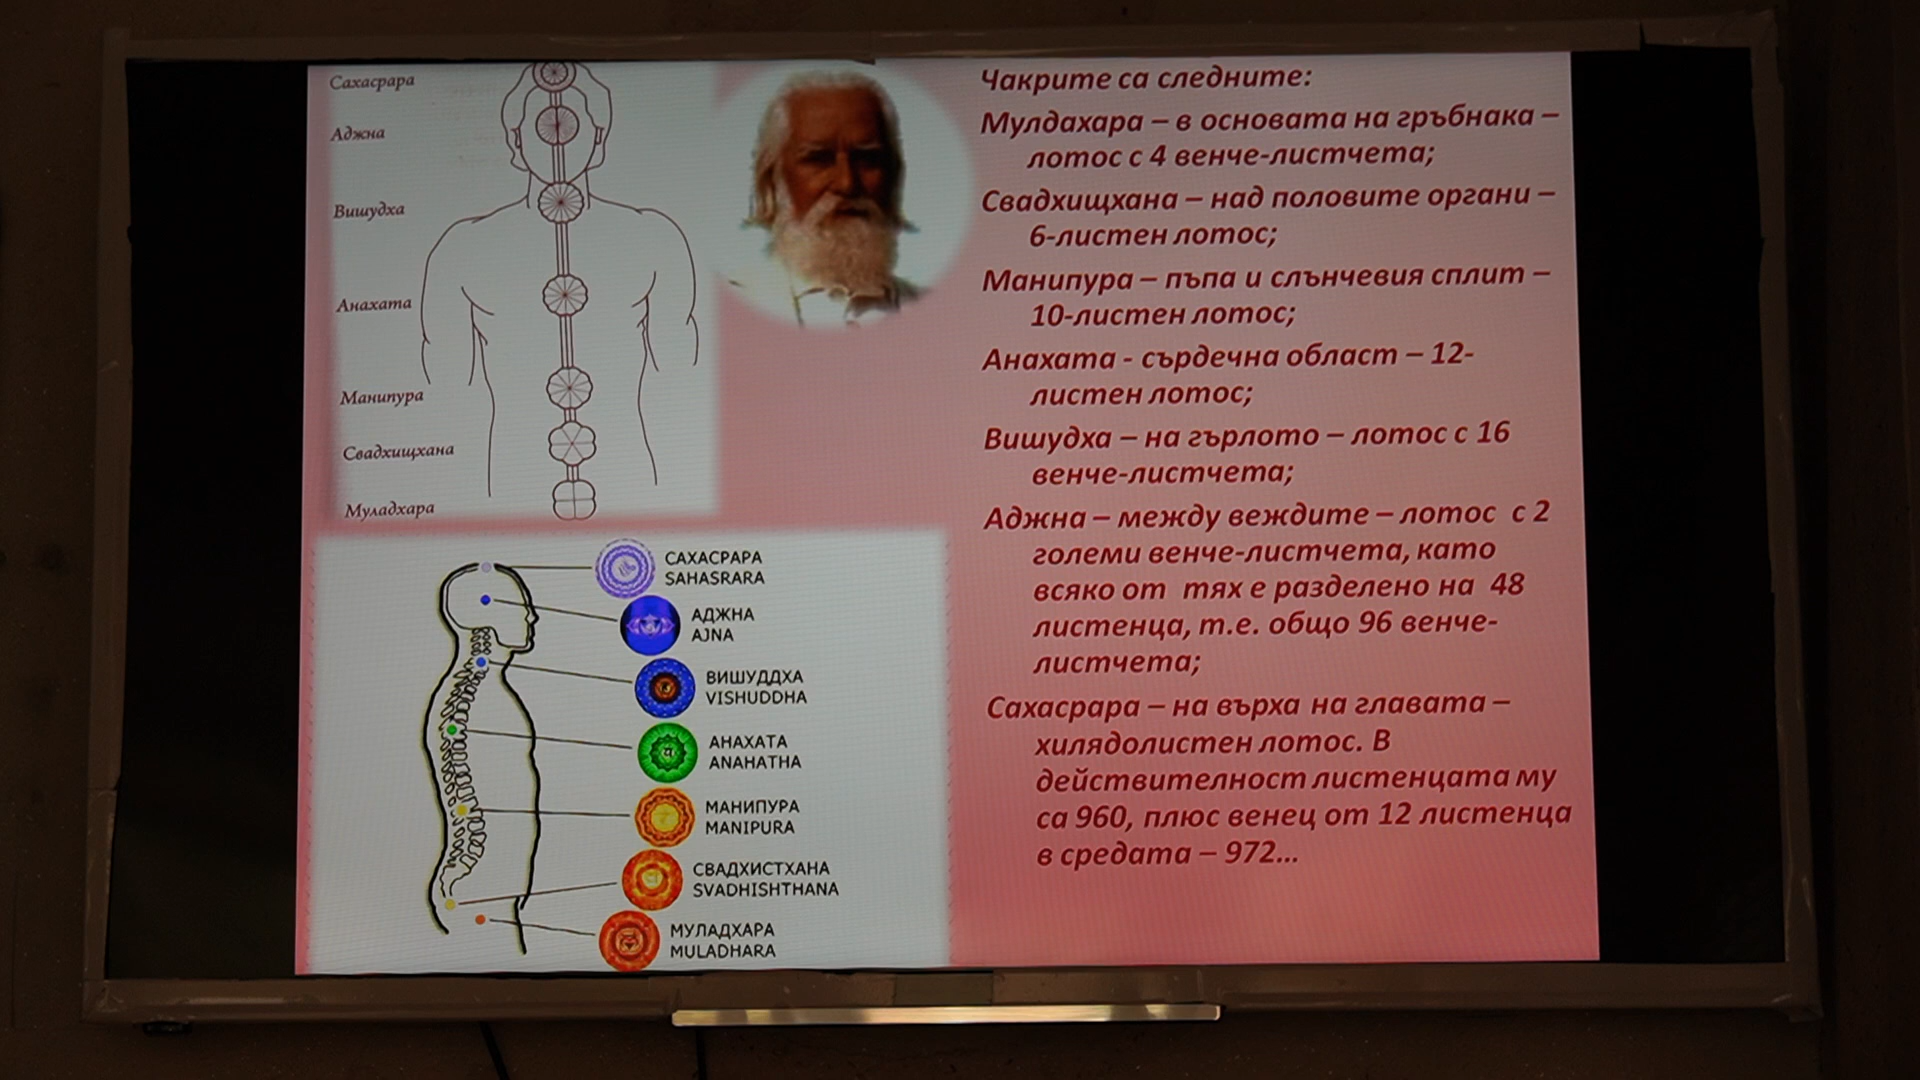 Сахасрара
Аджна
Вишудха
Анахата
Манипура
Свадхищхана
Муладхара
САХАСРАРА
SAHASRARA
АДЖНА
AJNA
ВИШУДДХА
VISHUDDHA
АНАХАТА
ANAHATHA
МАНИПУРА
MANIPURA
СВАДХИСТХАНА
SVADHISHTHANA
МУЛАДХАРА
MULADHARA
Чакрите са следните:
Мулдахара – в основата на гръбнака –
лотос с 4 венче-листчета;
Свадхищхана – над половите органи –
6-листен лотос;
Манипура – пъпа и слънчевия сплит –
10-листен лотос;
Анахата - сърдечна област – 12-
листен лотос;
Вишудха – на гърлото – лотос с 16
венче-листчета;
Аджна – между веждите – лотос с 2
големи венче-листчета, като
всяко от тях е разделено на 48
листенца, т.е. общо 96 венче-
листчета;
Сахасрара – на върха на главата –
хилядолистен лотос. В
действителност листенцата му
са 960, плюс венец от 12 листенца
в средата – 972...